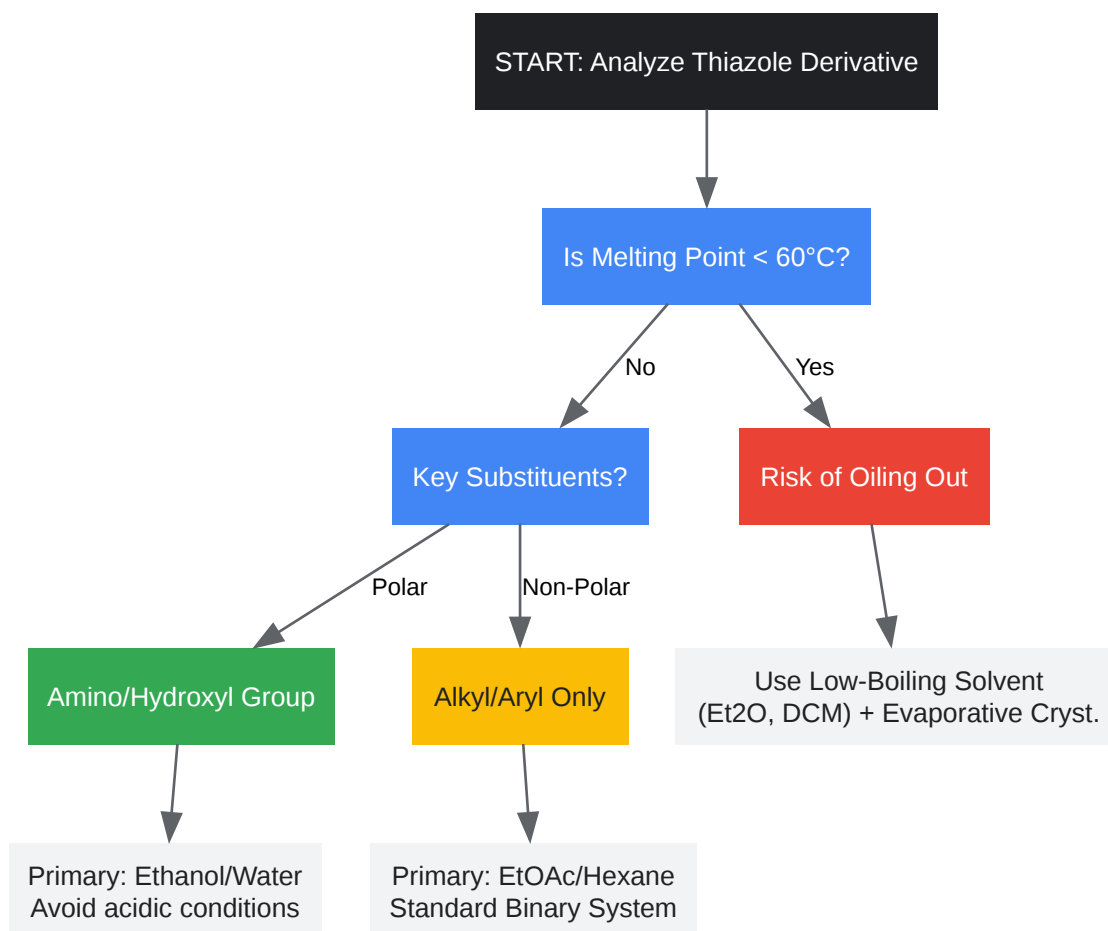 START: Analyze Thiazole Derivative
Is Melting Point < 60°C?
No
Yes
Key Substituents?
Risk of Oiling Out
Polar
Non-Polar
Amino/Hydroxyl Group
Alkyl/Aryl Only
Use Low-Boiling Solvent
(Et2O, DCM) + Evaporative Cryst.
Primary: Ethanol/Water
Avoid acidic conditions
Primary: EtOAc/Hexane
Standard Binary System